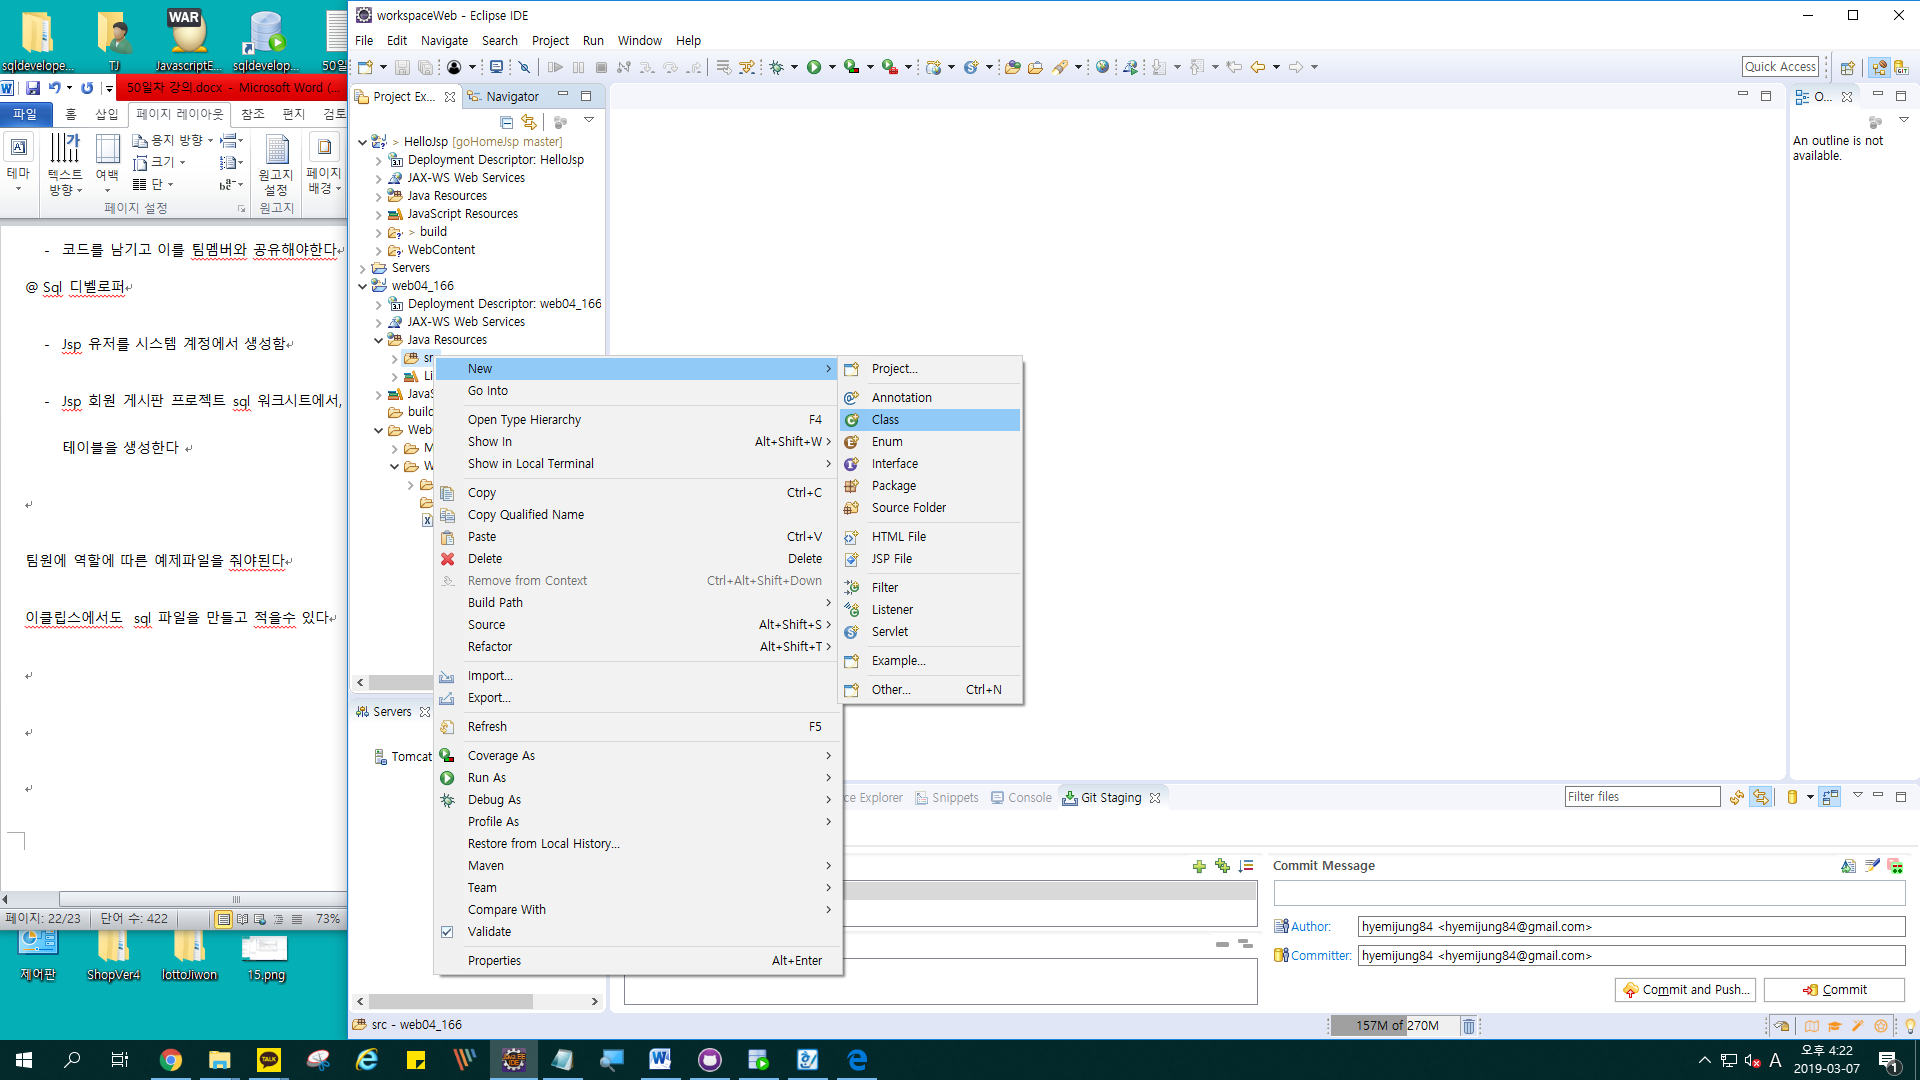 sqldevelope...
TJ
WAR
JavascriptE...
sqldevelop...
50일
50일차 강의.docx - Microsoft Word (...
파일
홈
삽입
페이지 레이아웃
참조
편지
검토
테마
텍스트 방향
여백
용지 방향
크기
단
원고지 설정
페이지 배경
페이지 설정
원고지
- 코드를 남기고 이를 팀멤버와 공유해야한다
@ Sql 디벨로퍼
- Jsp 유저를 시스템 계정에서 생성함
- Jsp 회원 게시판 프로젝트 sql 워크시트에서,
테이블을 생성한다
팀원에 역할에 따른 예제파일을 줘야된다
이클립스에서도 sql 파일을 만들고 적을수 있다
페이지: 22/23
단어 수: 422
73%
제어판
ShopVer4
lottoJiwon
15.png
workspaceWeb - Eclipse IDE
File Edit Navigate Search Project Run Window Help
Quick Access
Project Ex...
Navigator
> HelloJsp [goHomeJsp master]
Deployment Descriptor: HelloJsp
JAX-WS Web Services
Java Resources
JavaScript Resources
> build
WebContent
Servers
web04_166
Deployment Descriptor: web04_166
JAX-WS Web Services
Java Resources
sr
Li
JavaS
build
Web
M
W
New
Go Into
Open Type Hierarchy F4
Show In Alt+Shift+W
Show in Local Terminal
Copy Ctrl+C
Copy Qualified Name
Paste Ctrl+V
Delete Delete
Remove from Context Ctrl+Alt+Shift+Down
Build Path
Source Alt+Shift+S
Refactor Alt+Shift+T
Import...
Export...
Refresh F5
Coverage As
Run As
Debug As
Profile As
Restore from Local History...
Maven
Team
Compare With
Validate
Properties Alt+Enter
Project...
Annotation
Class
Enum
Interface
Package
Source Folder
HTML File
JSP File
Filter
Listener
Servlet
Example...
Other... Ctrl+N
O...
An outline is not
available.
Servers
Tomcat
ce Explorer
Snippets
Console
Git Staging
Filter files
Commit Message
Author: hyemijung84 <hyemijung84@gmail.com>
Committer: hyemijung84 <hyemijung84@gmail.com>
Commit and Push...
Commit
src - web04_166
157M of 270M
TALK
A
오후 4:22
2019-03-07
1